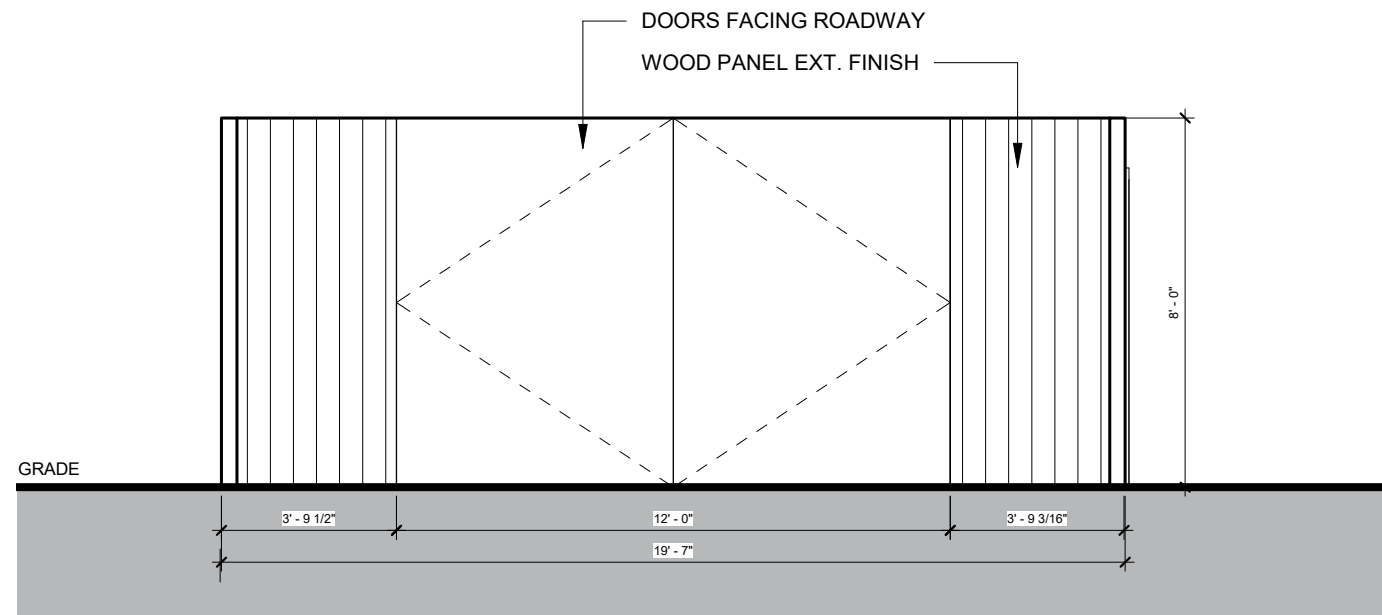 DOORS FACING ROADWAY
WOOD PANEL EXT. FINISH
8' - 0"
GRADE
3' - 9 1/2"
12' - 0"
3' - 9 3/16"
19' - 7"